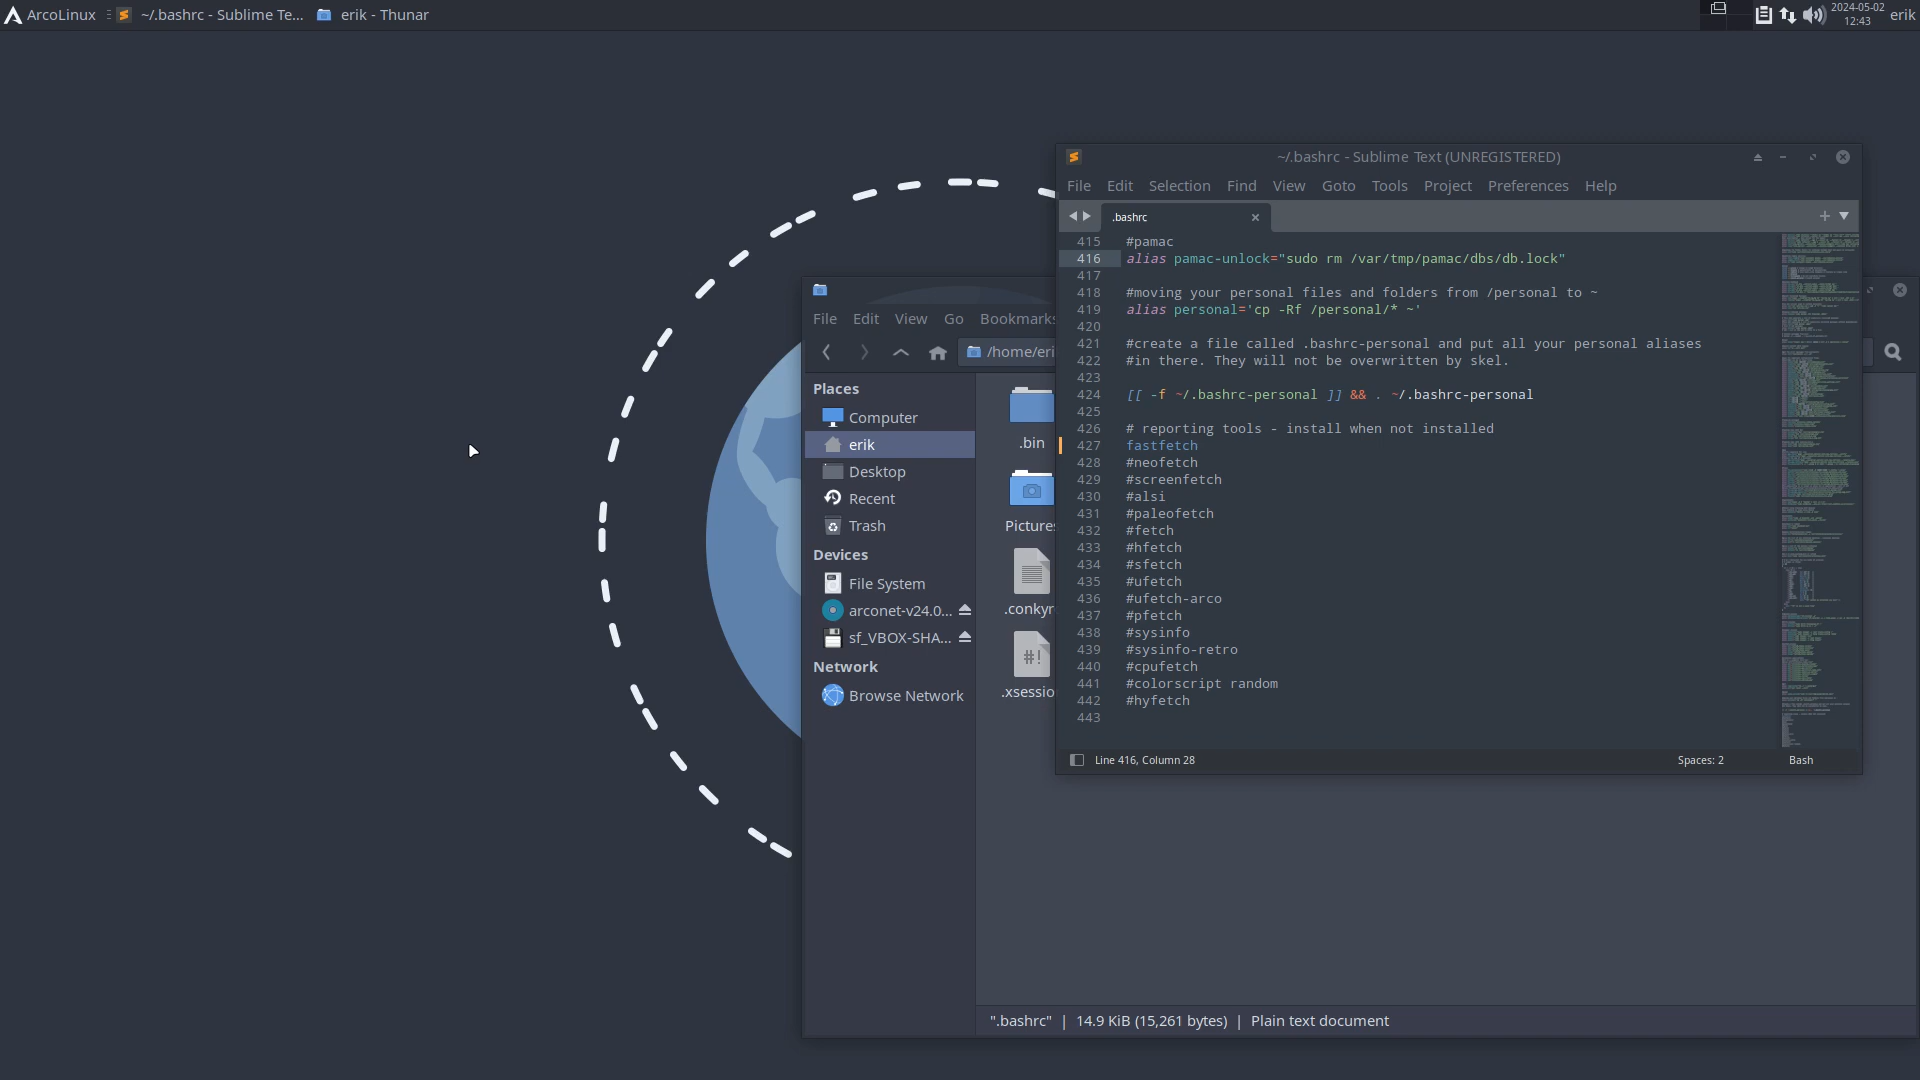 ArcoLinux
~/.bashrc - Sublime Te...
erik - Thunar
2024-05-02
12:43
erik
~/.bashrc - Sublime Text (UNREGISTERED)
File Edit Selection Find View Goto Tools Project Preferences Help
.bashrc
415 #pamac
416 alias pamac-unlock="sudo rm /var/tmp/pamac/dbs/db.lock"
417
418 #moving your personal files and folders from /personal to ~
419 alias personal='cp -Rf /personal/* ~'
420
421 #create a file called .bashrc-personal and put all your personal aliases
422 #in there. They will not be overwritten by skel.
423
424 [[ -f ~/.bashrc-personal ]] && . ~/.bashrc-personal
425
426 # reporting tools - install when not installed
427 fastfetch
428 #neofetch
429 #screenfetch
430 #alsi
431 #paleofetch
432 #fetch
433 #hfetch
434 #sfetch
435 #ufetch
436 #ufetch-arco
437 #pfetch
438 #sysinfo
439 #sysinfo-retro
440 #cpufetch
441 #colorscript random
442 #hyfetch
443
Line 416, Column 28
Spaces: 2
Bash
File Edit View Go Bookmarks
/home/eri
Places
Computer
erik
Desktop
Recent
Trash
Devices
File System
arconet-v24.0...
sf_VBOX-SHA...
Network
Browse Network
.bin
Pictures
.conkyr
#!
.xsessio
".bashrc" | 14.9 KiB (15,261 bytes) | Plain text document